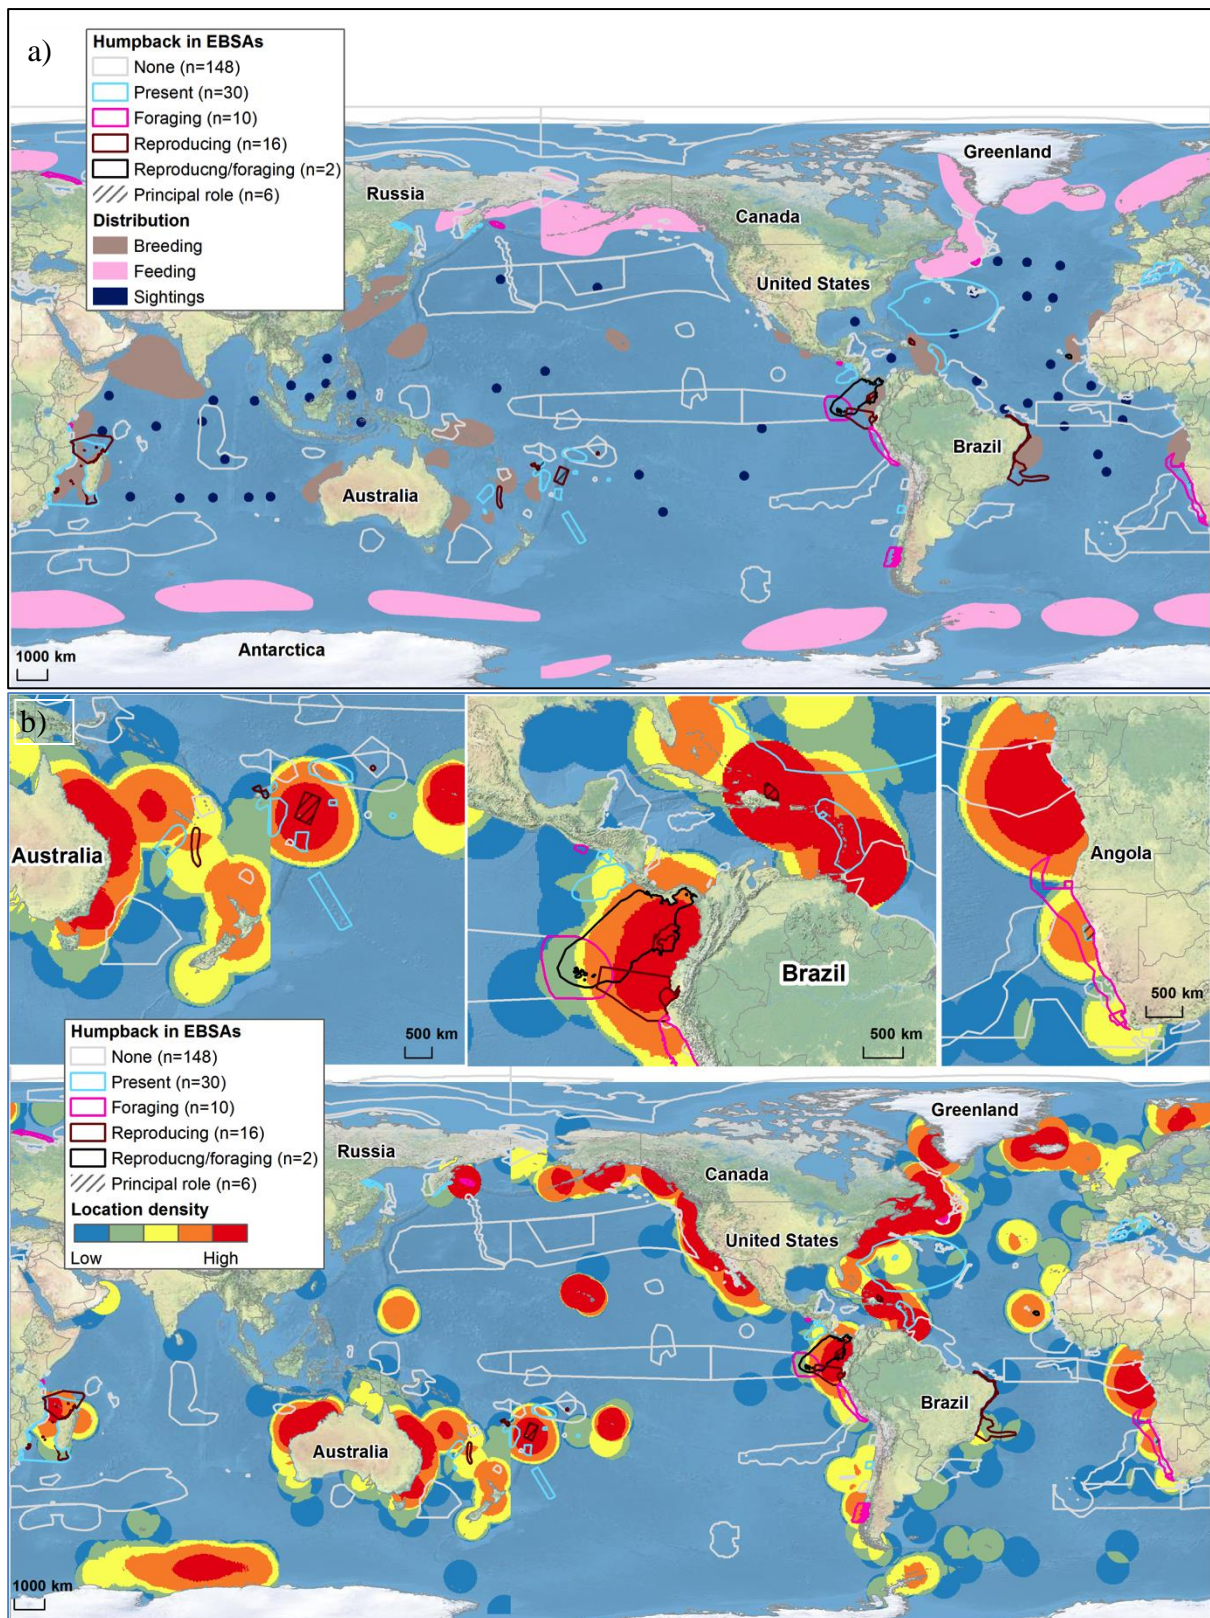 a)
Humpback in EBSAs
None (n=148)
Present (n=30)
Foraging (n=10)
Reproducing (n=16)
Reproducng/foraging (n=2)
Principal role (n=6)
Distribution
Breeding
Feeding
Sightings
Greenland
Russia
Canada
United States
Brazil
Australia
Antarctica
1000 km
b)
Australia
500 km
Brazil
500 km
Angola
500 km
Humpback in EBSAs
None (n=148)
Present (n=30)
Foraging (n=10)
Reproducing (n=16)
Reproducng/foraging (n=2)
Principal role (n=6)
Location density
Low High
Greenland
Russia
Canada
United States
Brazil
Australia
1000 km